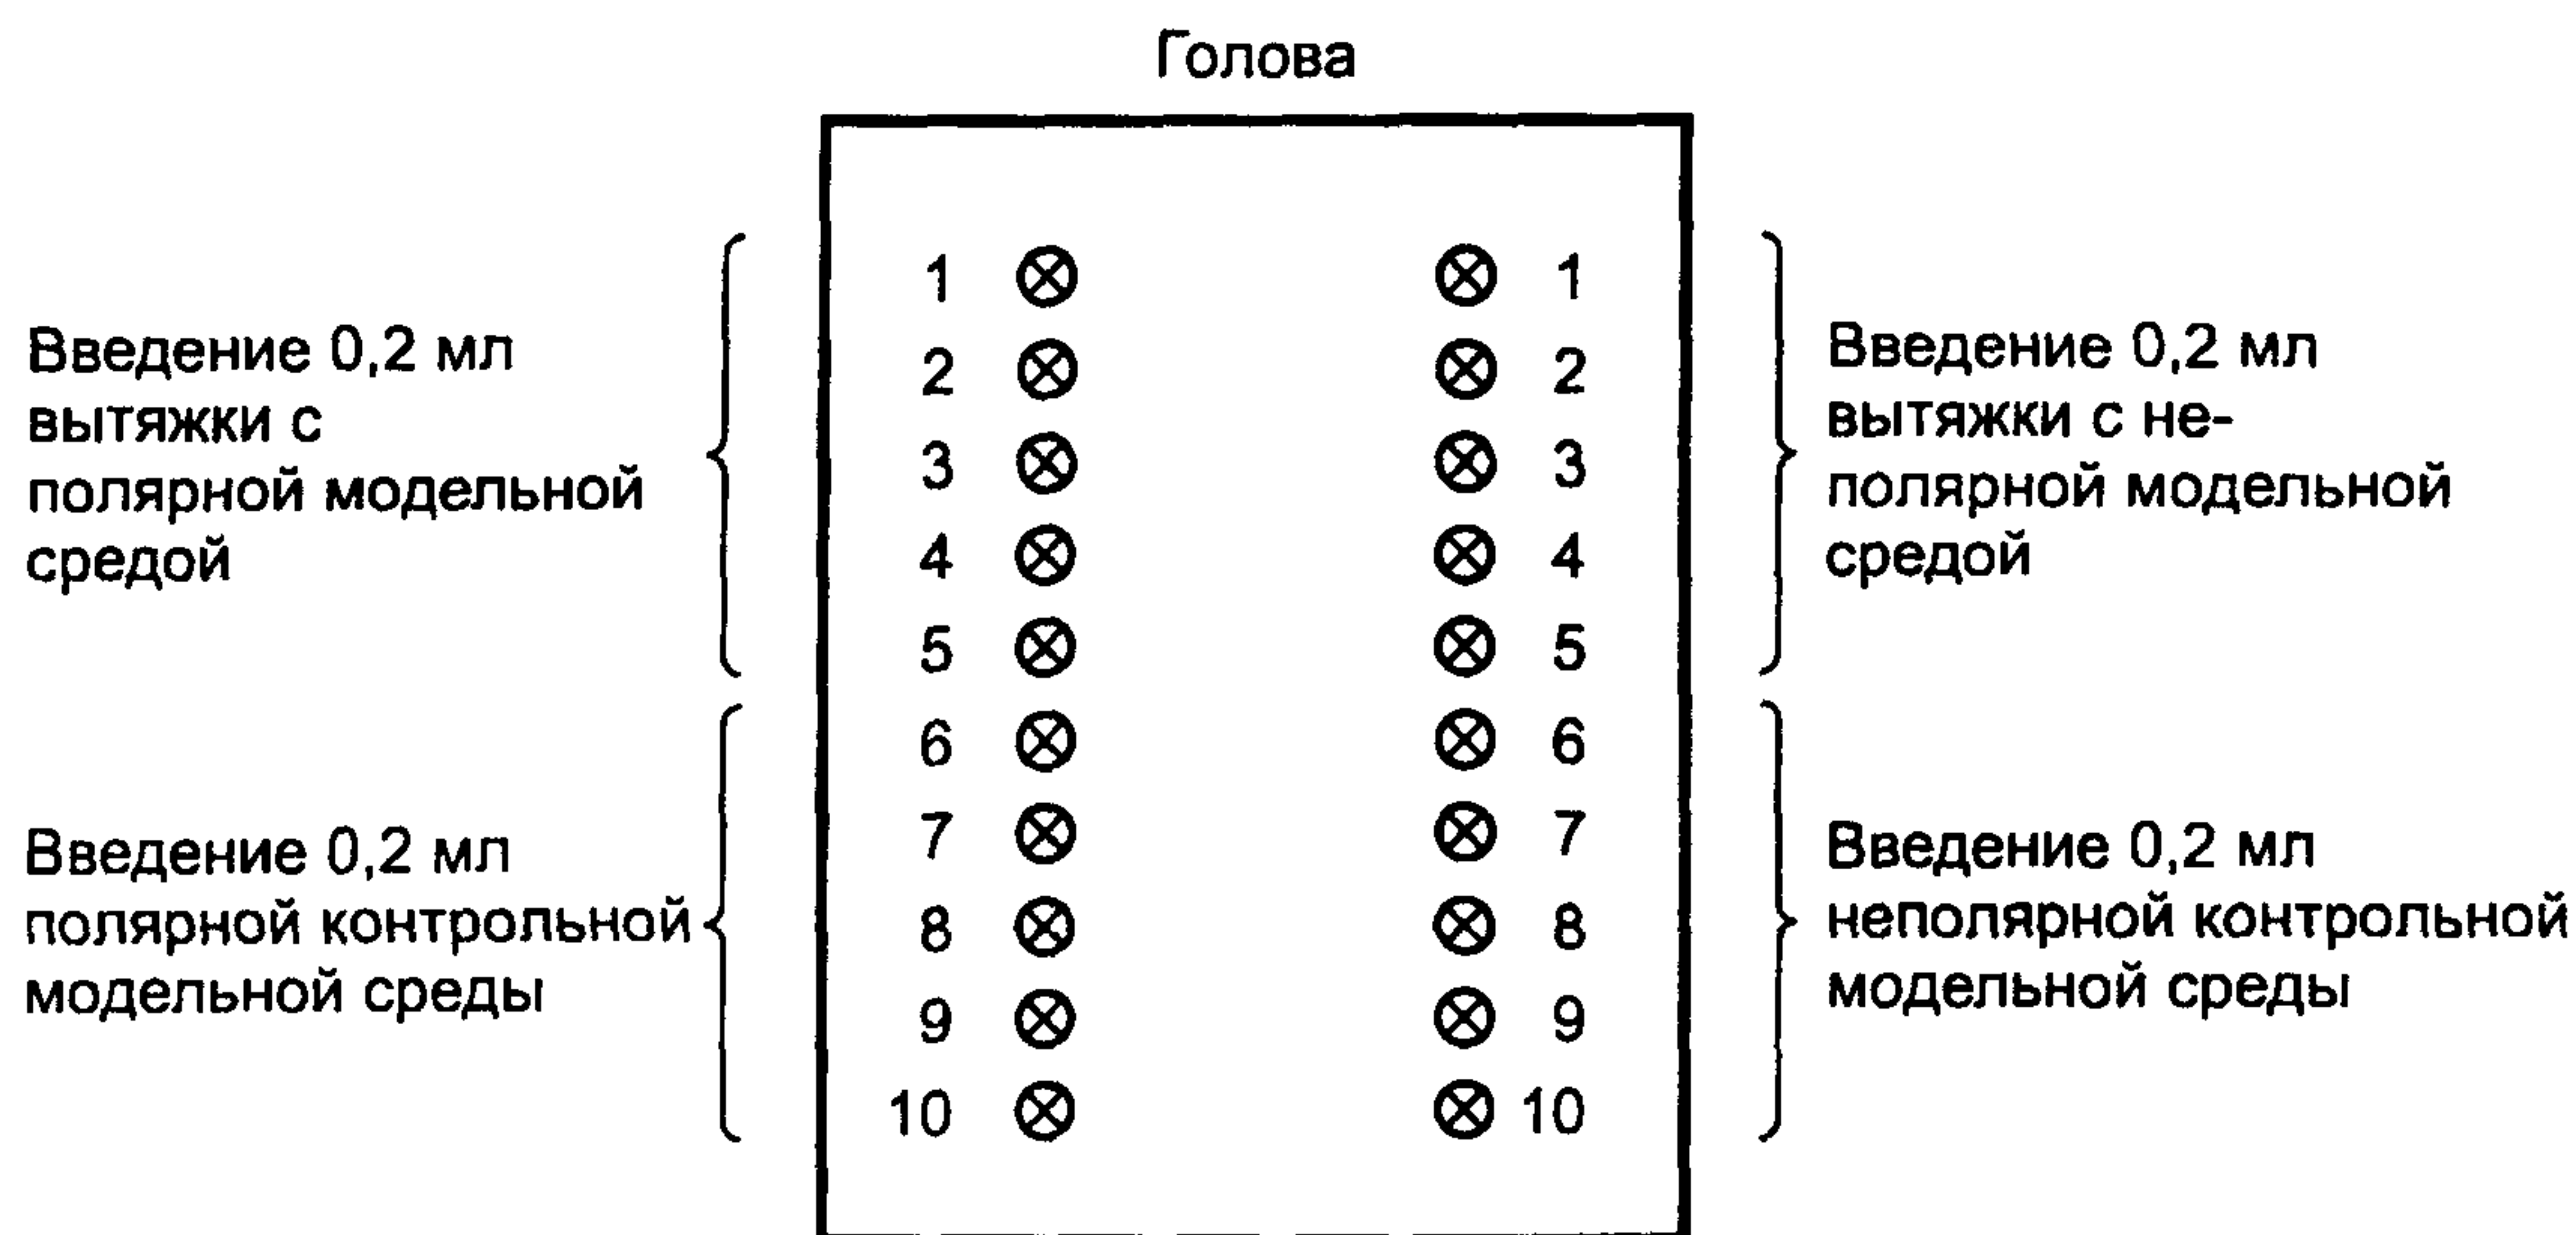 Голова
Введение 0,2 мл
вытяжки с
полярной модельной
средой
Введение 0,2 мл
полярной контрольной
модельной среды
1 1
2 2
3 3
4 4
5 5
6 6
7 7
8 8
9 9
10 10
Введение 0,2 мл
вытяжки с не-
полярной модельной
средой
Введение 0,2 мл
неполярной контрольной
модельной среды